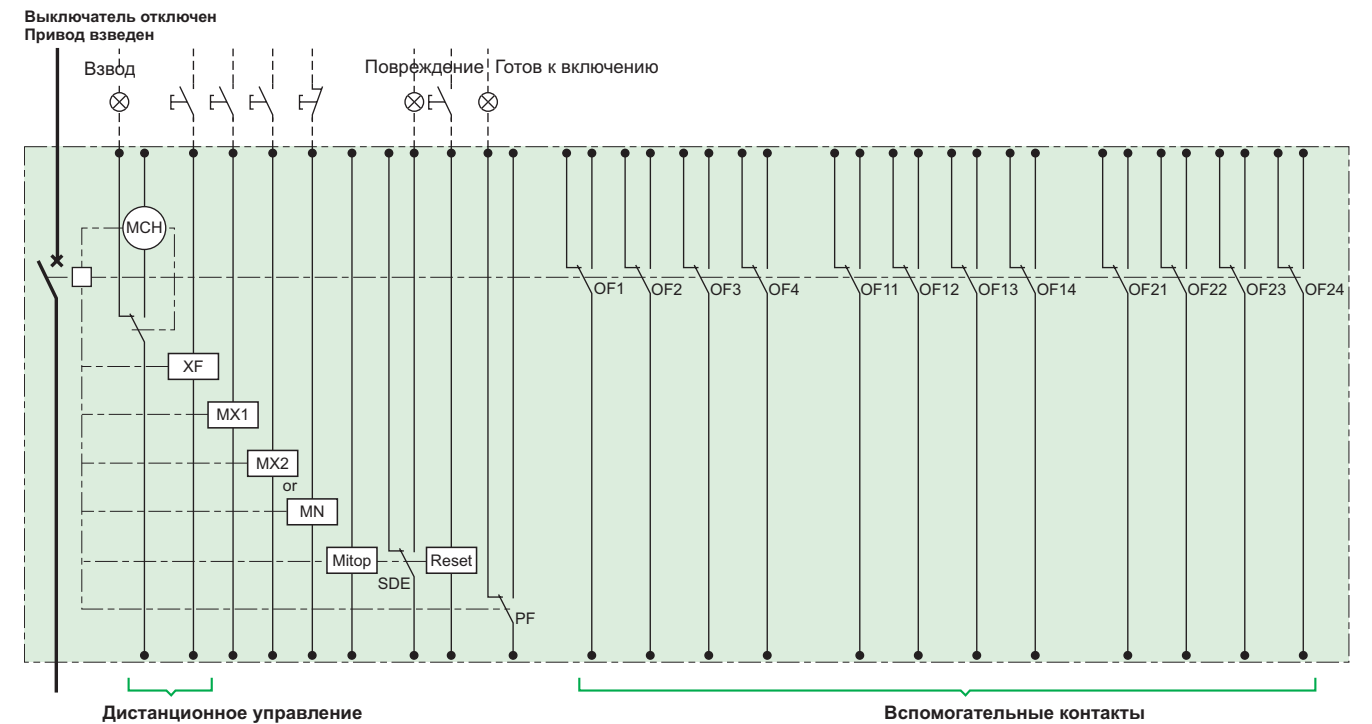 Выключатель отключен
Привод взведен
Взвод
Повреждение
Готов к включению
MCH
OF1
OF2
OF3
OF4
OF11
OF12
OF13
OF14
OF21
OF22
OF23
OF24
XF
MX1
MX2
or
MN
Mitop
SDE
Reset
PF
Дистанционное управление
Вспомогательные контакты